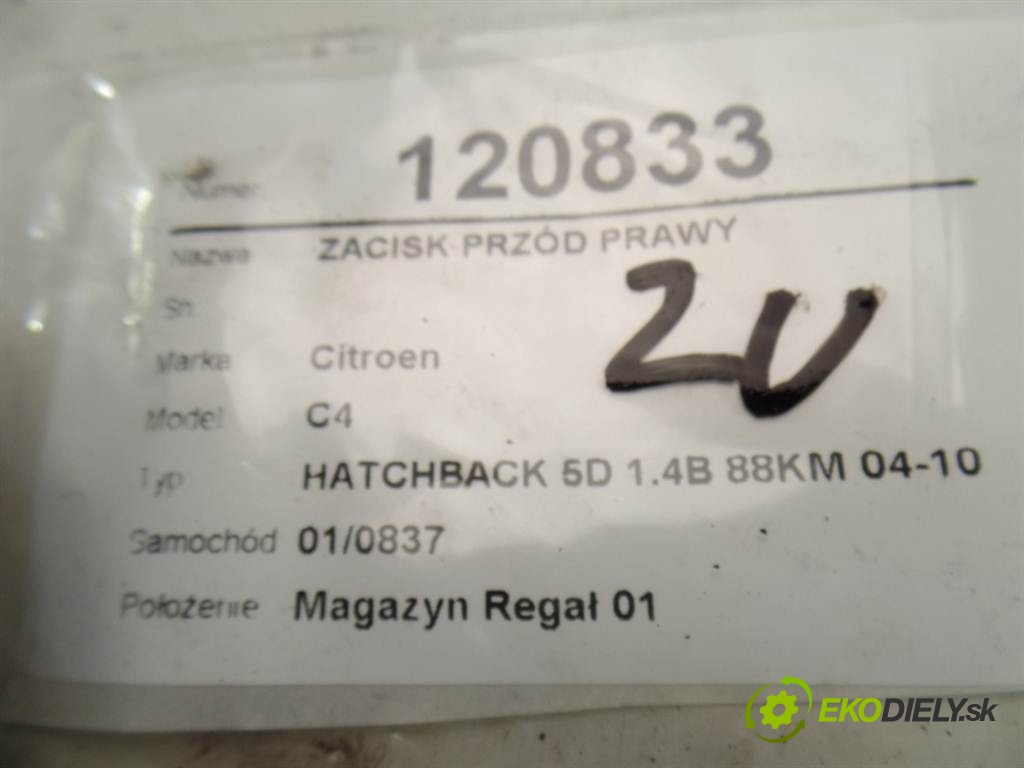 Numer 120833
Nazwa ZACISK PRZÓD PRAWY
Sn
ZU
Marka Citroen
Model C4
Typ HATCHBACK 5D 1.4B 88KM 04-10
Samochód 01/0837
Położenie Magazyn Regał 01
EKODIELY.sk